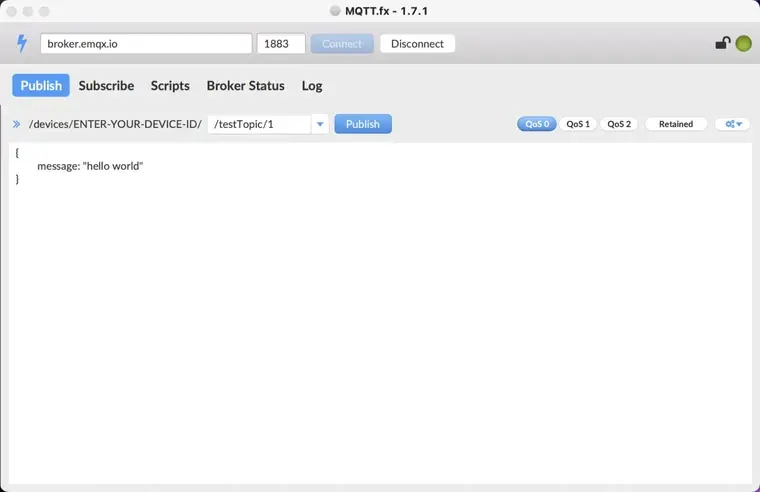 MQTT.fx - 1.7.1
broker.emqx.io 1883 Connect Disconnect
Publish Subscribe Scripts Broker Status Log
/devices/ENTER-YOUR-DEVICE-ID/ /testTopic/1 Publish QoS 0 QoS 1 QoS 2 Retained
{
message: "hello world"
}